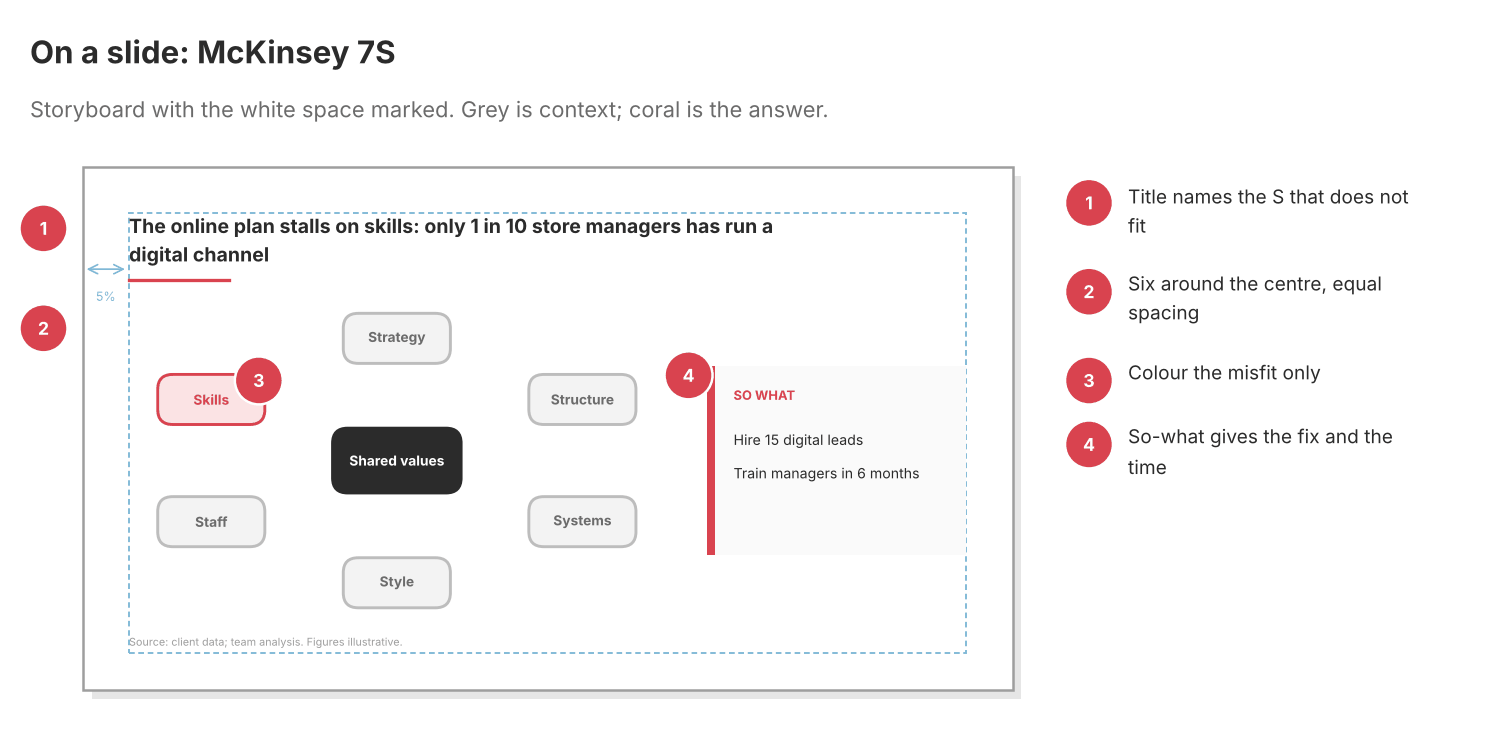 On a slide: McKinsey 7S
Storyboard with the white space marked. Grey is context; coral is the answer.
1
The online plan stalls on skills: only 1 in 10 store managers has run a
digital channel
5%
2
Strategy
Skills
3
Structure
Shared values
Staff
Systems
Style
4
SO WHAT
Hire 15 digital leads
Train managers in 6 months
Source: client data; team analysis. Figures illustrative.
1
Title names the S that does not
fit
2
Six around the centre, equal
spacing
3
Colour the misfit only
4
So-what gives the fix and the
time